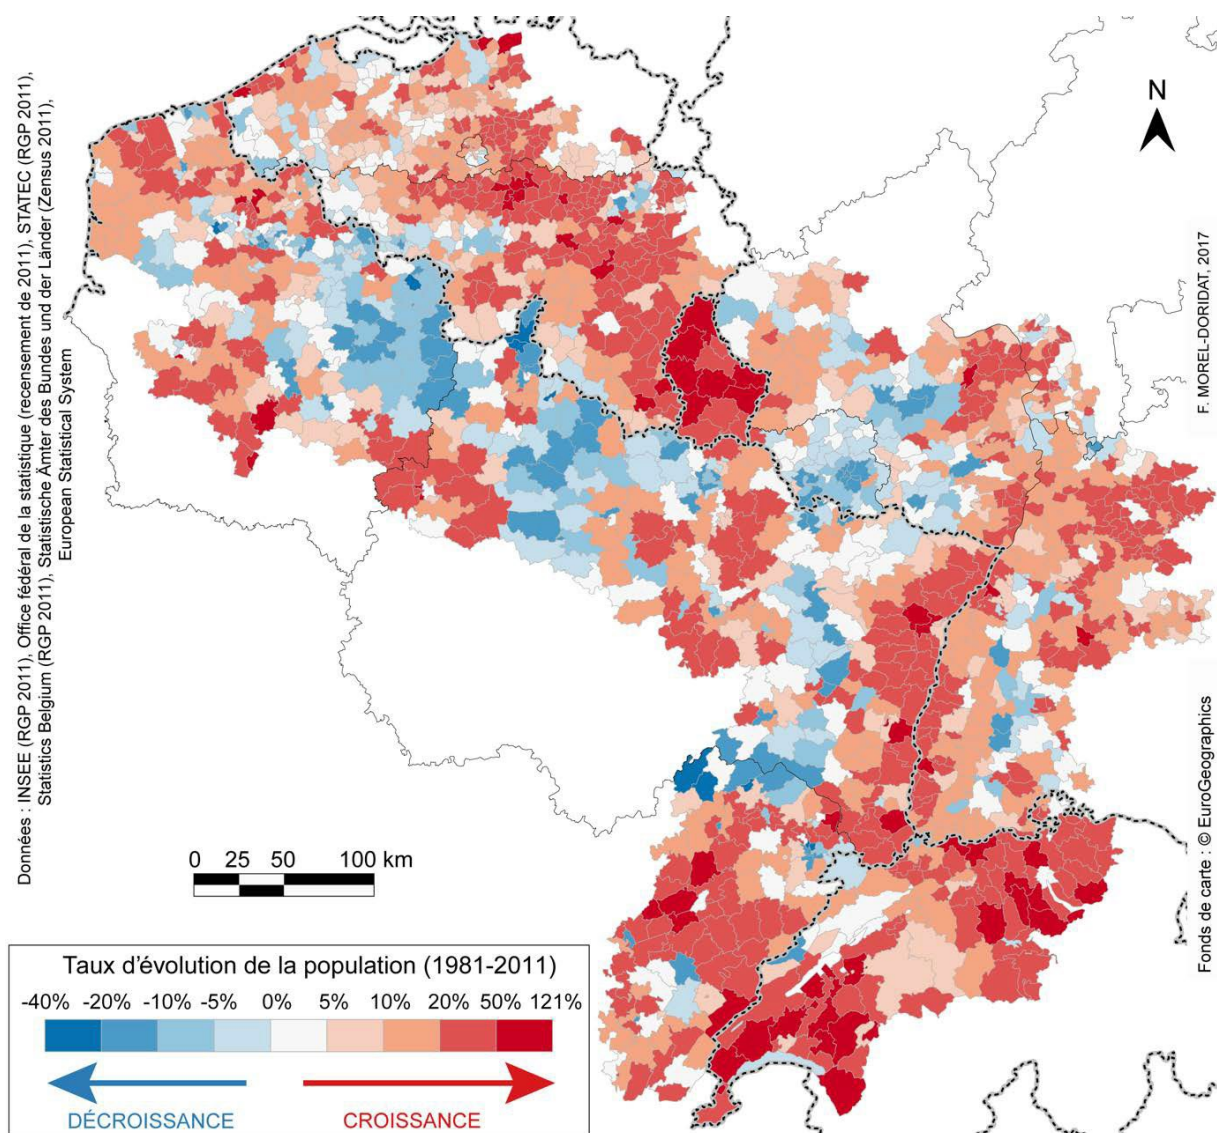 Données : INSEE (RGP 2011), Office fédéral de la statistique (recensement de 2011), STATEC (RGP 2011),
Statistics Belgium (RGP 2011), Statistische Ämter des Bundes und der Länder (Zensus 2011),
European Statistical System
N
F. MOREL-DORIDAT, 2017
Fonds de carte : © EuroGeographics
0 25 50 100 km
Taux d'évolution de la population (1981-2011)
-40% -20% -10% -5% 0% 5% 10% 20% 50% 121%
DÉCROISSANCE CROISSANCE